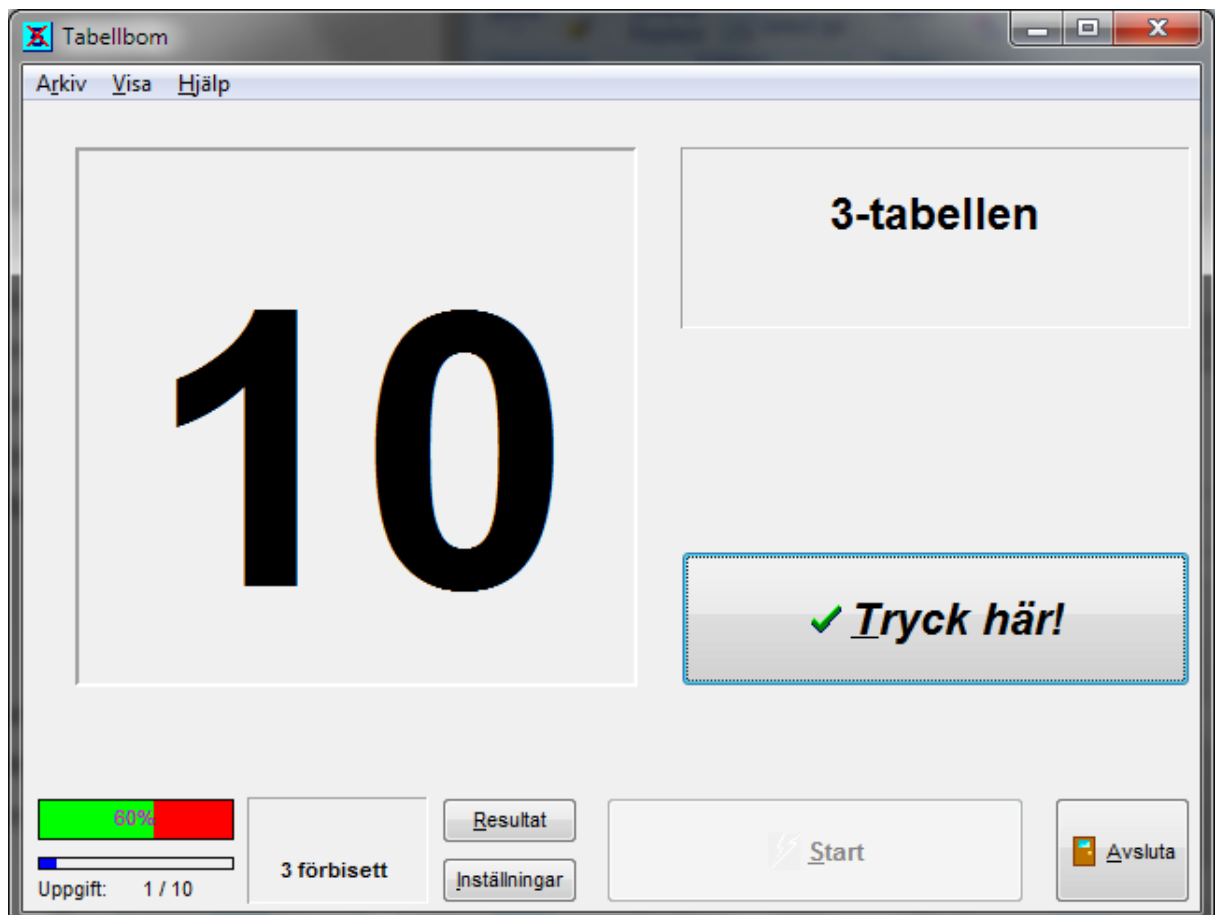 Tabellbom
Arkiv Visa Hjälp
10
3-tabellen
Tryck här!
60%
Uppgift: 1 / 10
3 förbisett
Resultat
Inställningar
Start
Avsluta